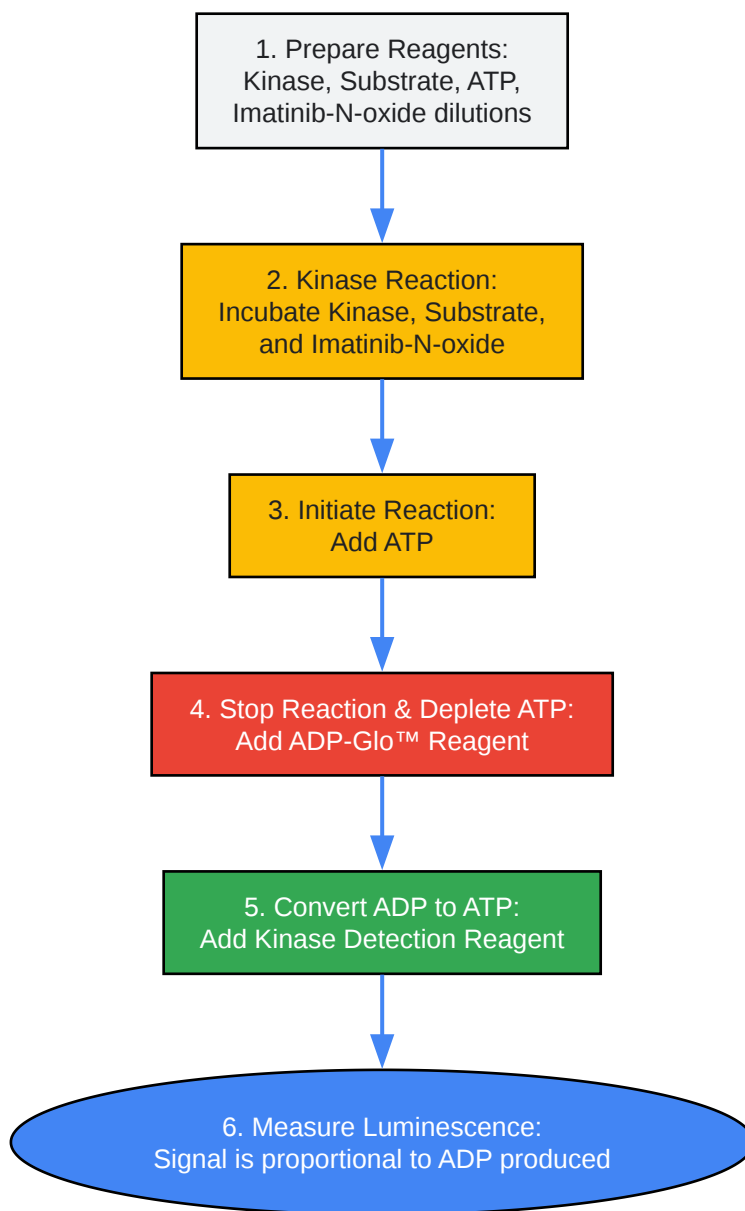 1. Prepare Reagents:
Kinase, Substrate, ATP,
Imatinib-N-oxide dilutions
2. Kinase Reaction:
Incubate Kinase, Substrate,
and Imatinib-N-oxide
3. Initiate Reaction:
Add ATP
4. Stop Reaction & Deplete ATP:
Add ADP-Glo™ Reagent
5. Convert ADP to ATP:
Add Kinase Detection Reagent
6. Measure Luminescence:
Signal is proportional to ADP produced